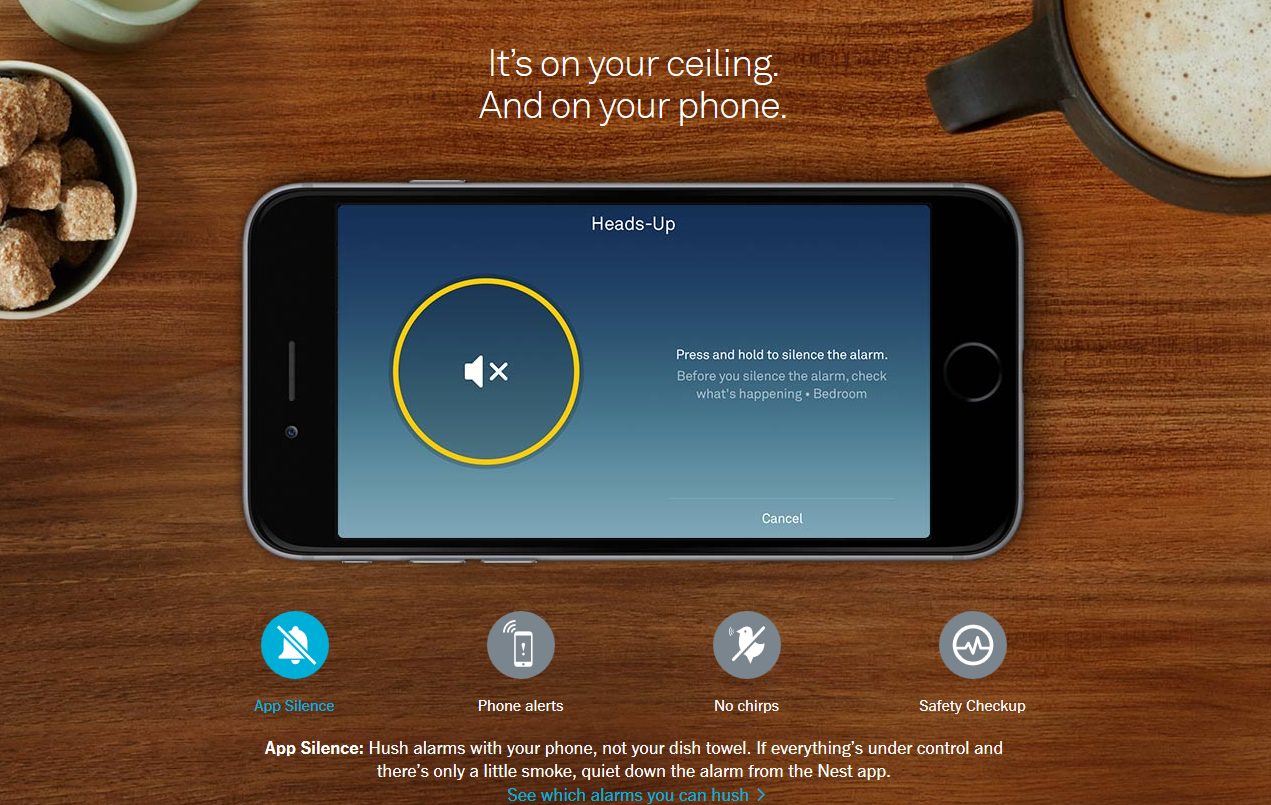 It's on your ceiling.
And on your phone.
Heads-Up
Press and hold to silence the alarm.
Before you silence the alarm, check
what's happening • Bedroom
Cancel
App Silence
Phone alerts
No chirps
Safety Checkup
App Silence: Hush alarms with your phone, not your dish towel. If everything's under control and
there's only a little smoke, quiet down the alarm from the Nest app.
See which alarms you can hush >